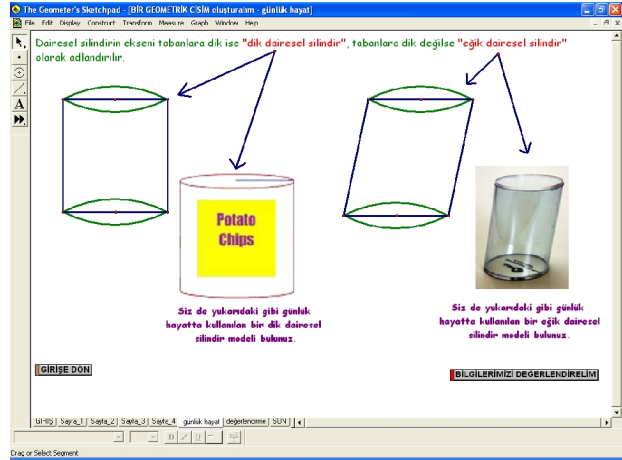 The Geometer's Sketchpad - [BİR GEOMETRİK CİSİM oluşturalım - günlük hayat]
File Edit Display Construct Transform Measure Graph Window Help
Dairesel silindirin ekseni tabanlara dik ise "dik dairesel silindir", tabanlara dik değilse "eğik dairesel silindir"
olarak adlandırılır.
A
Potato
Chips
Siz de yukarıdaki gibi günlük
hayatta kullanılan bir dik dairesel
silindir modeli bulunuz.
Siz de yukarıdaki gibi günlük
hayatta kullanılan bir eğik dairesel
silindir modeli bulunuz.
GİRİŞE DÖN
BİLGİLERİMİZİ DEĞERLENDİRELİM
GİRİŞ Sayfa_1 Sayfa_2 Sayfa_3 Sayfa_4 günlük hayat değerlendirme SON
Drag or Select Segment.